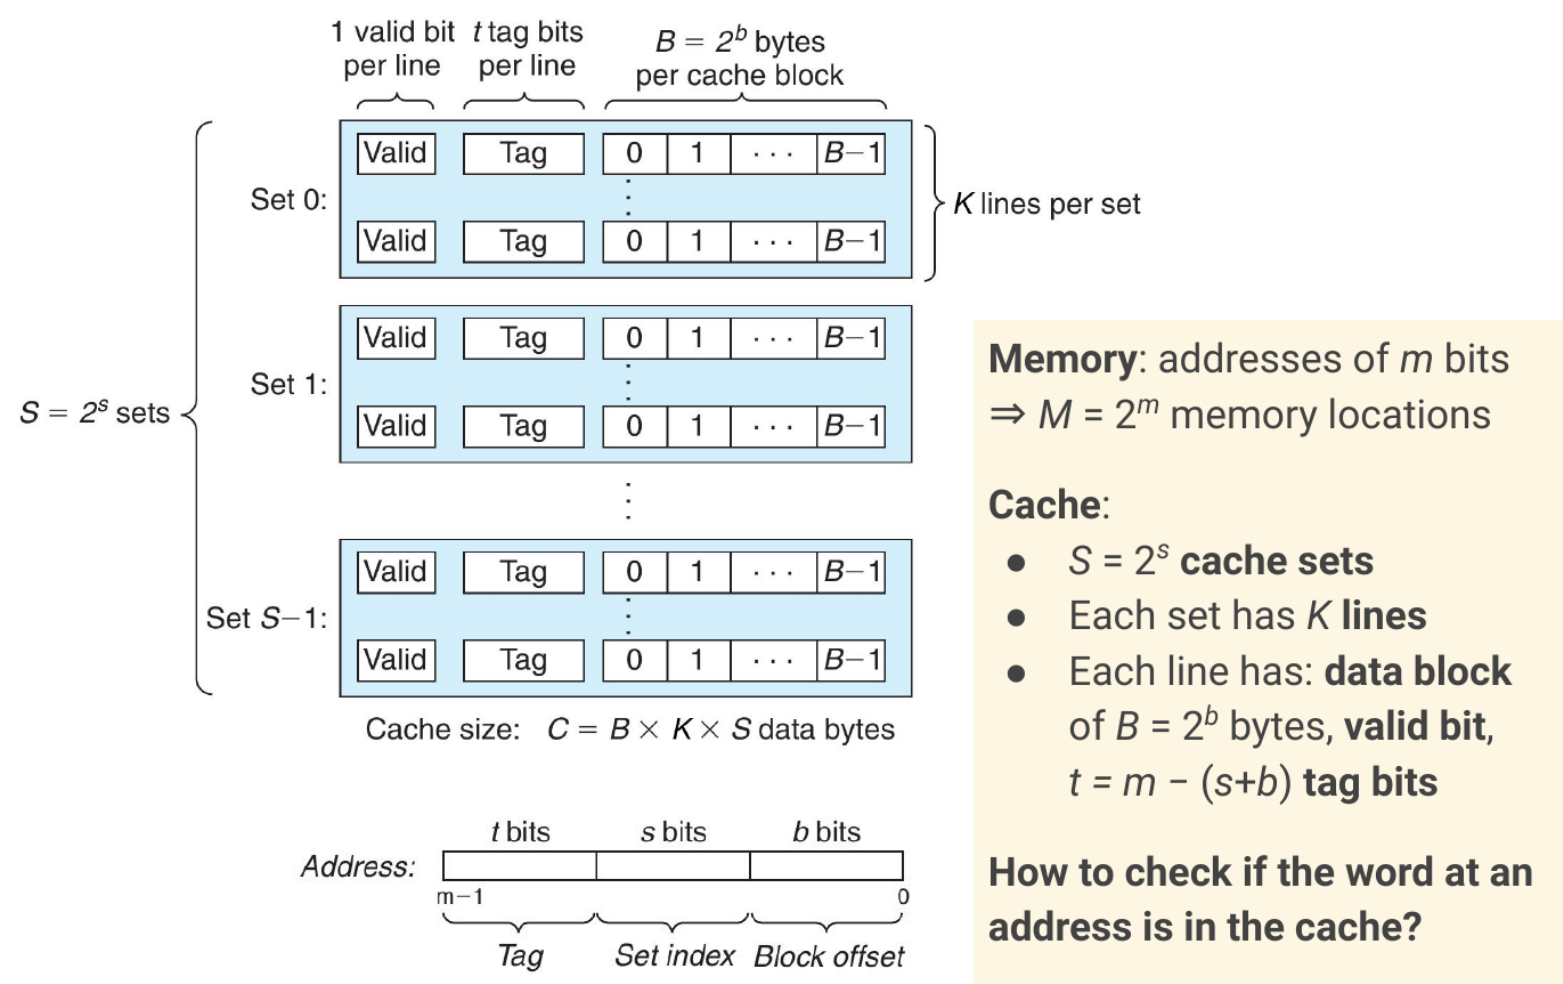 1 valid bit per line
t tag bits per line
B = 2^b bytes per cache block
Valid Tag 0 1 ··· B−1
Set 0:
K lines per set
Valid Tag 0 1 ··· B−1
Valid Tag 0 1 ··· B−1
Set 1:
Valid Tag 0 1 ··· B−1
S = 2^s sets
Valid Tag 0 1 ··· B−1
Set S−1:
Valid Tag 0 1 ··· B−1
Cache size: C = B × K × S data bytes
t bits s bits b bits
Address:
m−1 0
Tag Set index Block offset
Memory: addresses of m bits
⇒ M = 2^m memory locations
Cache:
● S = 2^s cache sets
● Each set has K lines
● Each line has: data block
of B = 2^b bytes, valid bit,
t = m − (s+b) tag bits
How to check if the word at an
address is in the cache?